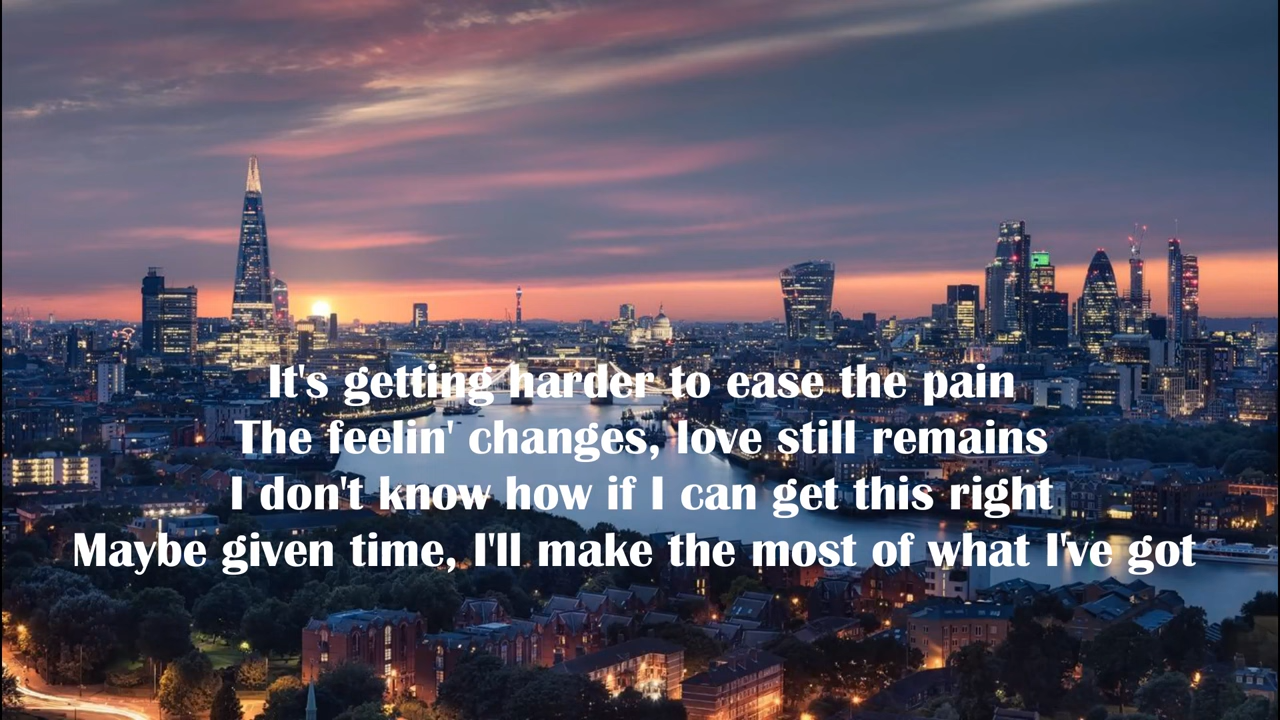 It's getting harder to ease the pain
The feelin' changes, love still remains
I don't know how if I can get this right
Maybe given time, I'll make the most of what I've got